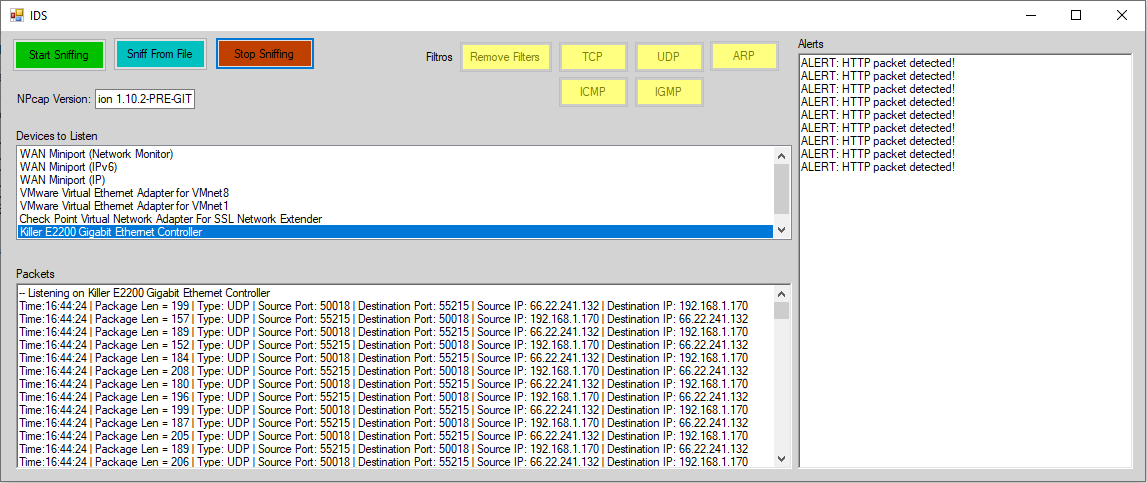 IDS
Start Sniffing
Sniff From File
Stop Sniffing
Filtros
Remove Filters
TCP
UDP
ARP
ICMP
IGMP
NPcap Version:
ion 1.10.2-PRE-GIT
Devices to Listen
WAN Miniport (Network Monitor)
WAN Miniport (IPv6)
WAN Miniport (IP)
VMware Virtual Ethernet Adapter for VMnet8
VMware Virtual Ethernet Adapter for VMnet1
Check Point Virtual Network Adapter For SSL Network Extender
Killer E2200 Gigabit Ethernet Controller
Packets
-- Listening on Killer E2200 Gigabit Ethernet Controller
Time:16:44:24 | Package Len = 199 | Type: UDP | Source Port: 50018 | Destination Port: 55215 | Source IP: 66.22.241.132 | Destination IP: 192.168.1.170
Time:16:44:24 | Package Len = 157 | Type: UDP | Source Port: 55215 | Destination Port: 50018 | Source IP: 192.168.1.170 | Destination IP: 66.22.241.132
Time:16:44:24 | Package Len = 189 | Type: UDP | Source Port: 50018 | Destination Port: 55215 | Source IP: 66.22.241.132 | Destination IP: 192.168.1.170
Time:16:44:24 | Package Len = 152 | Type: UDP | Source Port: 55215 | Destination Port: 50018 | Source IP: 192.168.1.170 | Destination IP: 66.22.241.132
Time:16:44:24 | Package Len = 184 | Type: UDP | Source Port: 50018 | Destination Port: 55215 | Source IP: 66.22.241.132 | Destination IP: 192.168.1.170
Time:16:44:24 | Package Len = 208 | Type: UDP | Source Port: 55215 | Destination Port: 50018 | Source IP: 192.168.1.170 | Destination IP: 66.22.241.132
Time:16:44:24 | Package Len = 180 | Type: UDP | Source Port: 50018 | Destination Port: 55215 | Source IP: 66.22.241.132 | Destination IP: 192.168.1.170
Time:16:44:24 | Package Len = 196 | Type: UDP | Source Port: 55215 | Destination Port: 50018 | Source IP: 192.168.1.170 | Destination IP: 66.22.241.132
Time:16:44:24 | Package Len = 199 | Type: UDP | Source Port: 50018 | Destination Port: 55215 | Source IP: 66.22.241.132 | Destination IP: 192.168.1.170
Time:16:44:24 | Package Len = 187 | Type: UDP | Source Port: 55215 | Destination Port: 50018 | Source IP: 192.168.1.170 | Destination IP: 66.22.241.132
Time:16:44:24 | Package Len = 205 | Type: UDP | Source Port: 50018 | Destination Port: 55215 | Source IP: 66.22.241.132 | Destination IP: 192.168.1.170
Time:16:44:24 | Package Len = 189 | Type: UDP | Source Port: 55215 | Destination Port: 50018 | Source IP: 192.168.1.170 | Destination IP: 66.22.241.132
Time:16:44:24 | Package Len = 206 | Type: UDP | Source Port: 50018 | Destination Port: 55215 | Source IP: 66.22.241.132 | Destination IP: 192.168.1.170
Alerts
ALERT: HTTP packet detected!
ALERT: HTTP packet detected!
ALERT: HTTP packet detected!
ALERT: HTTP packet detected!
ALERT: HTTP packet detected!
ALERT: HTTP packet detected!
ALERT: HTTP packet detected!
ALERT: HTTP packet detected!
ALERT: HTTP packet detected!